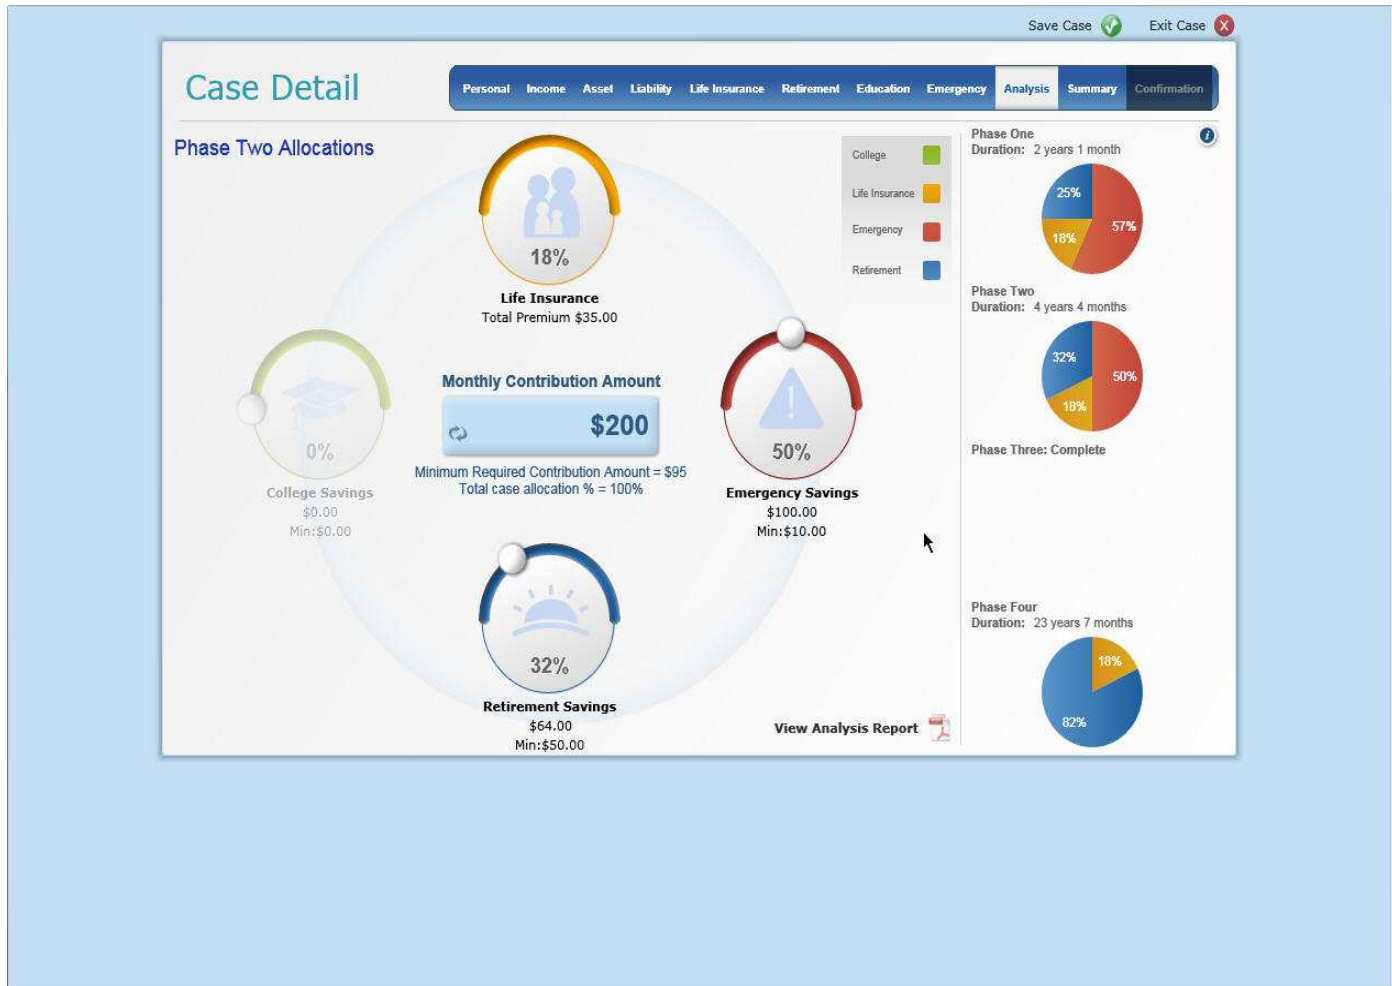 Save Case
Exit Case X
Case Detail
Personal Income Asset Liability Life Insurance Retirement Education Emergency Analysis Summary Confirmation
Phase Two Allocations
18%
Life Insurance
Total Premium $35.00
0%
College Savings
$0.00
Min:$0.00
Monthly Contribution Amount
$200
Minimum Required Contribution Amount = $95
Total case allocation % = 100%
50%
Emergency Savings
$100.00
Min:$10.00
32%
Retirement Savings
$64.00
Min:$50.00
College
Life Insurance
Emergency
Retirement
View Analysis Report
Phase One
Duration: 2 years 1 month
i
25%
57%
18%
Phase Two
Duration: 4 years 4 months
32%
50%
18%
Phase Three: Complete
Phase Four
Duration: 23 years 7 months
18%
82%